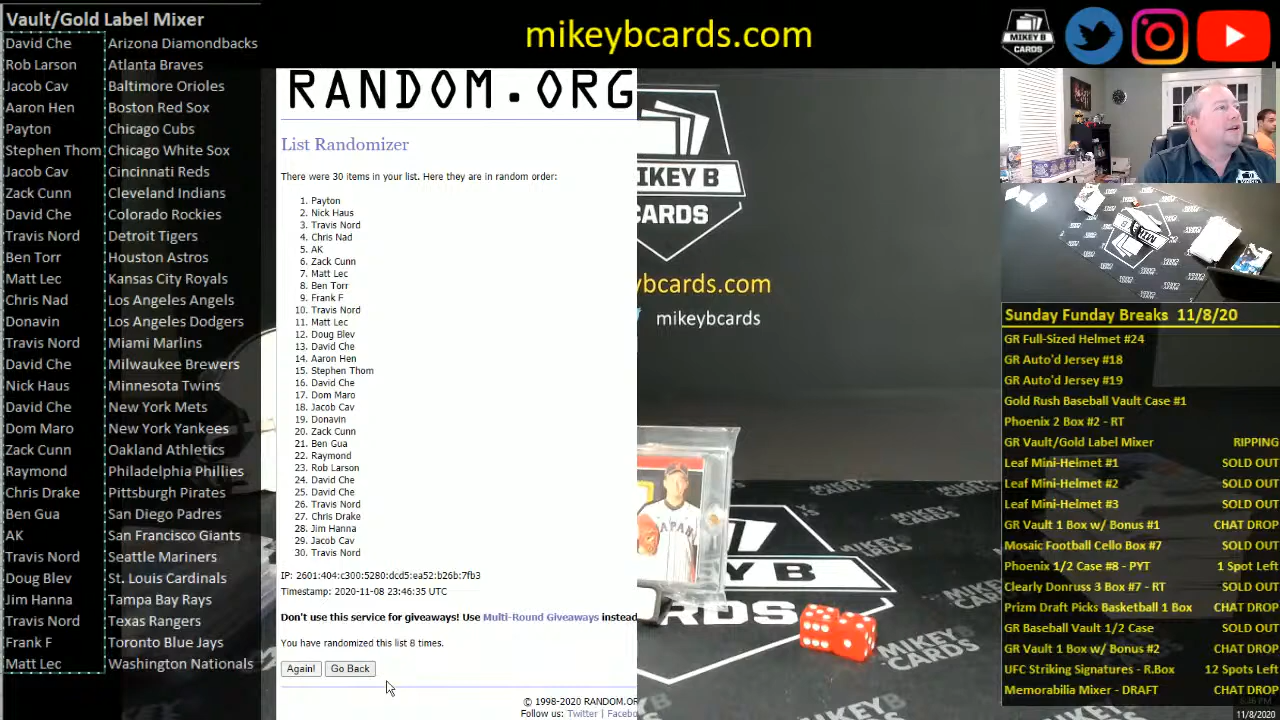 Vault/Gold Label Mixer
David Che Arizona Diamondbacks
Rob Larson Atlanta Braves
Jacob Cav Baltimore Orioles
Aaron Hen Boston Red Sox
Payton Chicago Cubs
Stephen Thom Chicago White Sox
Jacob Cav Cincinnati Reds
Zack Cunn Cleveland Indians
David Che Colorado Rockies
Travis Nord Detroit Tigers
Ben Torr Houston Astros
Matt Lec Kansas City Royals
Chris Nad Los Angeles Angels
Donavin Los Angeles Dodgers
Travis Nord Miami Marlins
David Che Milwaukee Brewers
Nick Haus Minnesota Twins
David Che New York Mets
Dom Maro New York Yankees
Zack Cunn Oakland Athletics
Raymond Philadelphia Phillies
Chris Drake Pittsburgh Pirates
Ben Gua San Diego Padres
AK San Francisco Giants
Travis Nord Seattle Mariners
Doug Blev St. Louis Cardinals
Jim Hanna Tampa Bay Rays
Travis Nord Texas Rangers
Frank F Toronto Blue Jays
Matt Lec Washington Nationals
mikeybcards.com
RANDOM.ORG
List Randomizer
There were 30 items in your list. Here they are in random order:
1. Payton
2. Nick Haus
3. Travis Nord
4. Chris Nad
5. AK
6. Zack Cunn
7. Matt Lec
8. Ben Torr
9. Frank F
10. Travis Nord
11. Matt Lec
12. Doug Blev
13. David Che
14. Aaron Hen
15. Stephen Thom
16. David Che
17. Dom Maro
18. Jacob Cav
19. Donavin
20. Zack Cunn
21. Ben Gua
22. Raymond
23. Rob Larson
24. David Che
25. David Che
26. Travis Nord
27. Chris Drake
28. Jim Hanna
29. Jacob Cav
30. Travis Nord
IP: 2601:404:c300:5280:dcd5:ea52:b26b:7fb3
Timestamp: 2020-11-08 23:46:35 UTC
Don't use this service for giveaways! Use Multi-Round Giveaways instead
You have randomized this list 8 times.
Again! Go Back
© 1998-2020 RANDOM.OR
Follow us: Twitter | Facebo
IKEY B
CARDS
ybcards.com
mikeybcards
JAPAN
Y B
RDS
MIKEY B
CARDS
MIKEY B
CARDS
Sunday Funday Breaks 11/8/20
GR Full-Sized Helmet #24
GR Auto'd Jersey #18
GR Auto'd Jersey #19
Gold Rush Baseball Vault Case #1
Phoenix 2 Box #2 - RT
GR Vault/Gold Label Mixer RIPPING
Leaf Mini-Helmet #1 SOLD OUT
Leaf Mini-Helmet #2 SOLD OUT
Leaf Mini-Helmet #3 SOLD OUT
GR Vault 1 Box w/ Bonus #1 CHAT DROP
Mosaic Football Cello Box #7 SOLD OUT
Phoenix 1/2 Case #8 - PYT 1 Spot Left
Clearly Donruss 3 Box #7 - RT SOLD OUT
Prizm Draft Picks Basketball 1 Box CHAT DROP
GR Baseball Vault 1/2 Case SOLD OUT
GR Vault 1 Box w/ Bonus #2 CHAT DROP
UFC Striking Signatures - R.Box 12 Spots Left
Memorabilia Mixer - DRAFT CHAT DROP
11/8/2020